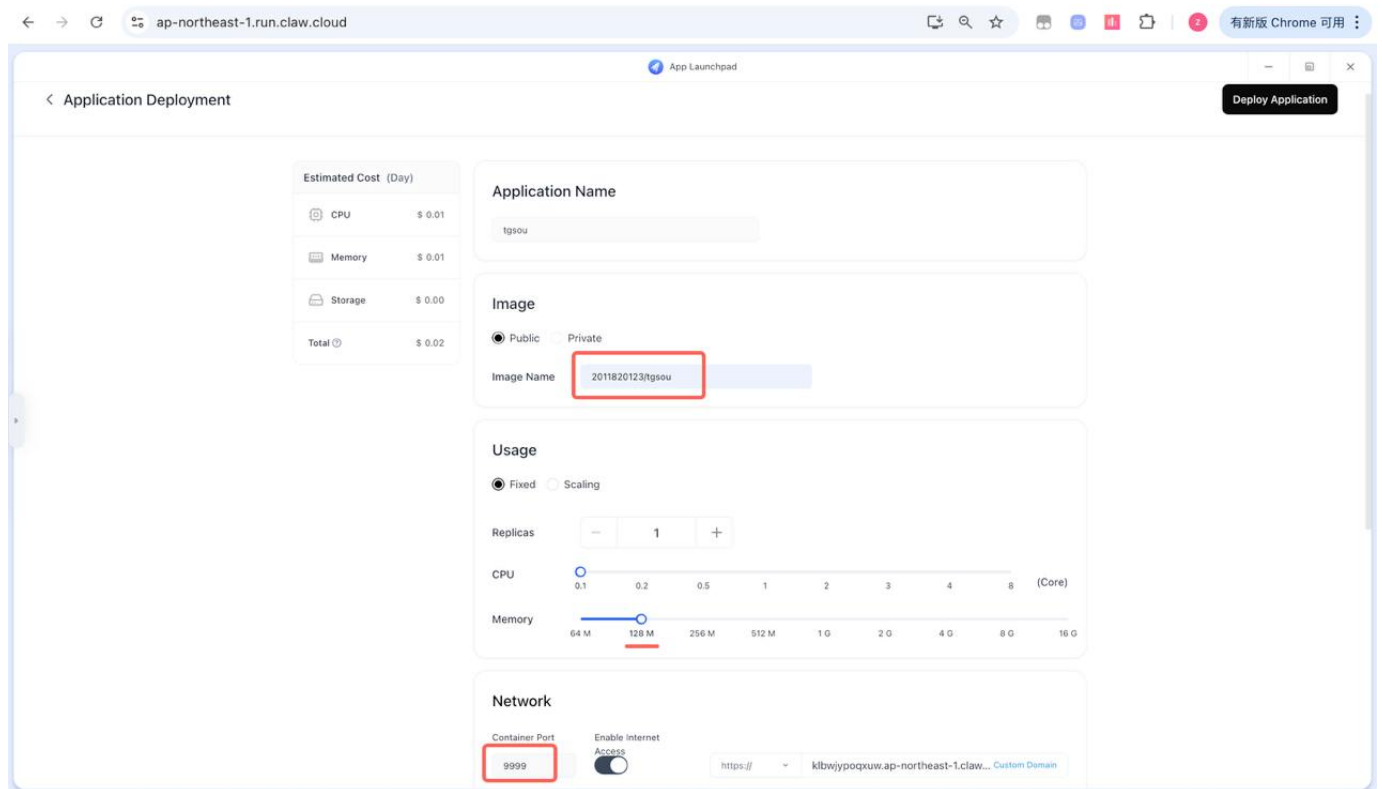 ap-northeast-1.run.claw.cloud
有新版 Chrome 可用
App Launchpad
Application Deployment
Deploy Application
Estimated Cost (Day)
CPU $ 0.01
Memory $ 0.01
Storage $ 0.00
Total $ 0.02
Application Name
tgsou
Image
Public Private
Image Name 2011820123/tgsou
Usage
Fixed Scaling
Replicas 1
CPU
0.1 0.2 0.5 1 2 3 4 8 (Core)
Memory
64 M 128 M 256 M 512 M 1 G 2 G 4 G 8 G 16 G
Network
Container Port Enable Internet Access
9999 https:// klbwjypoqxuw.ap-northeast-1.claw... Custom Domain